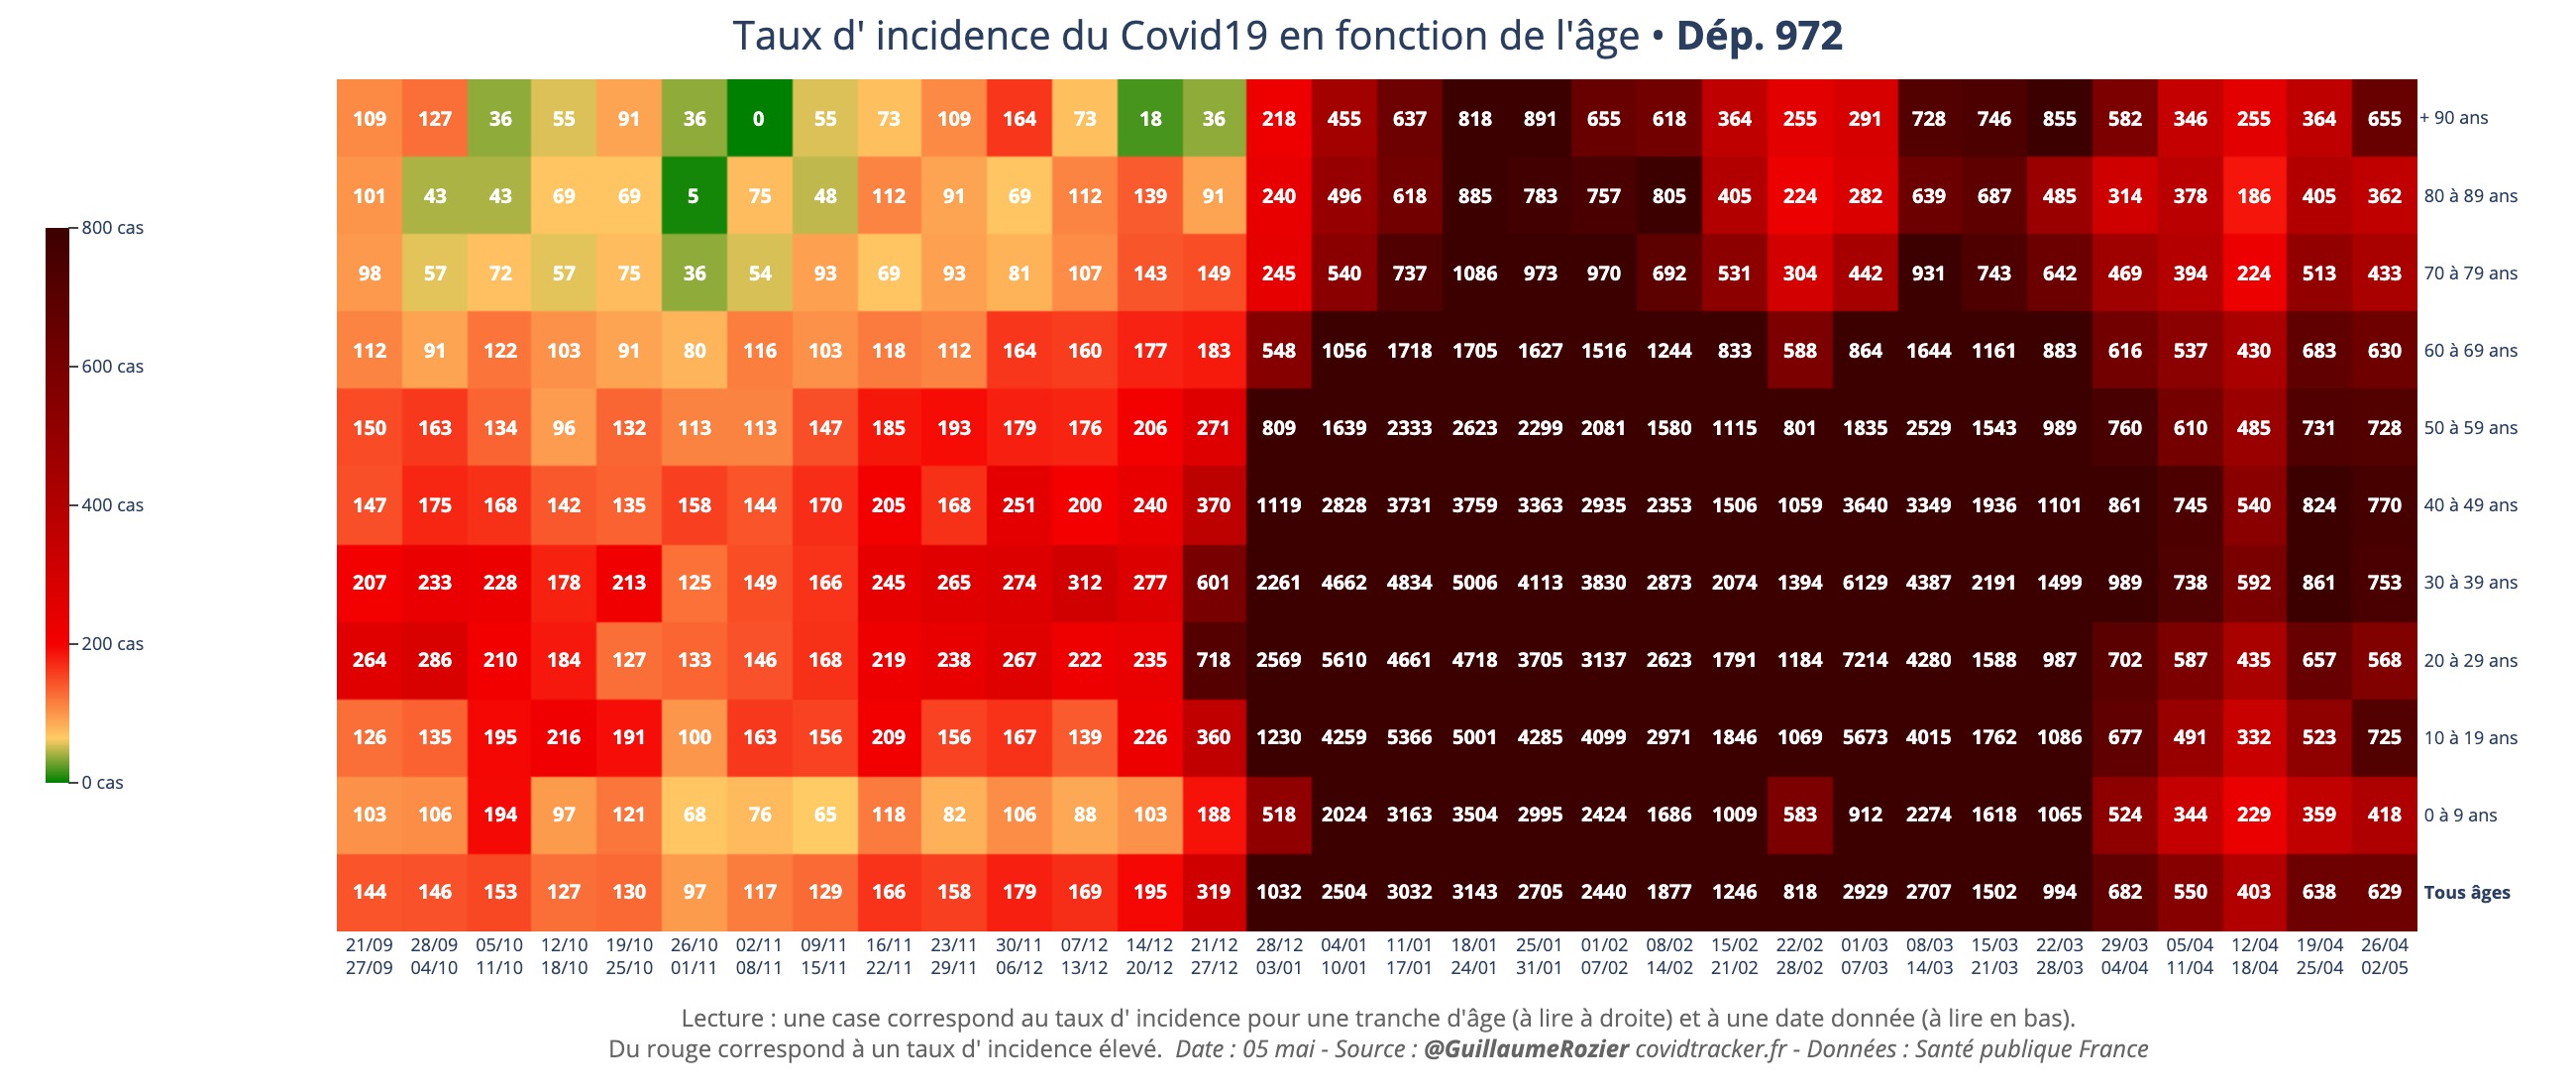 Taux d' incidence du Covid19 en fonction de l'âge • Dép. 972
109 127 36 55 91 36 0 55 73 109 164 73 18 36 218 455 637 818 891 655 618 364 255 291 728 746 855 582 346 255 364 655 + 90 ans
101 43 43 69 69 5 75 48 112 91 69 112 139 91 240 496 618 885 783 757 805 405 224 282 639 687 485 314 378 186 405 362 80 à 89 ans
98 57 72 57 75 36 54 93 69 93 81 107 143 149 245 540 737 1086 973 970 692 531 304 442 931 743 642 469 394 224 513 433 70 à 79 ans
112 91 122 103 91 80 116 103 118 112 164 160 177 183 548 1056 1718 1705 1627 1516 1244 833 588 864 1644 1161 883 616 537 430 683 630 60 à 69 ans
150 163 134 96 132 113 113 147 185 193 179 176 206 271 809 1639 2333 2623 2299 2081 1580 1115 801 1835 2529 1543 989 760 610 485 731 728 50 à 59 ans
147 175 168 142 135 158 144 170 205 168 251 200 240 370 1119 2828 3731 3759 3363 2935 2353 1506 1059 3640 3349 1936 1101 861 745 540 824 770 40 à 49 ans
207 233 228 178 213 125 149 166 245 265 274 312 277 601 2261 4662 4834 5006 4113 3830 2873 2074 1394 6129 4387 2191 1499 989 738 592 861 753 30 à 39 ans
264 286 210 184 127 133 146 168 219 238 267 222 235 718 2569 5610 4661 4718 3705 3137 2623 1791 1184 7214 4280 1588 987 702 587 435 657 568 20 à 29 ans
126 135 195 216 191 100 163 156 209 156 167 139 226 360 1230 4259 5366 5001 4285 4099 2971 1846 1069 5673 4015 1762 1086 677 491 332 523 725 10 à 19 ans
103 106 194 97 121 68 76 65 118 82 106 88 103 188 518 2024 3163 3504 2995 2424 1686 1009 583 912 2274 1618 1065 524 344 229 359 418 0 à 9 ans
144 146 153 127 130 97 117 129 166 158 179 169 195 319 1032 2504 3032 3143 2705 2440 1877 1246 818 2929 2707 1502 994 682 550 403 638 629 Tous âges
21/09 28/09 05/10 12/10 19/10 26/10 02/11 09/11 16/11 23/11 30/11 07/12 14/12 21/12 28/12 04/01 11/01 18/01 25/01 01/02 08/02 15/02 22/02 01/03 08/03 15/03 22/03 29/03 05/04 12/04 19/04 26/04
27/09 04/10 11/10 18/10 25/10 01/11 08/11 15/11 22/11 29/11 06/12 13/12 20/12 27/12 03/01 10/01 17/01 24/01 31/01 07/02 14/02 21/02 28/02 07/03 14/03 21/03 28/03 04/04 11/04 18/04 25/04 02/05
800 cas
600 cas
400 cas
200 cas
0 cas
Lecture : une case correspond au taux d' incidence pour une tranche d'âge (à lire à droite) et à une date donnée (à lire en bas).
Du rouge correspond à un taux d' incidence élevé. Date : 05 mai - Source : @GuillaumeRozier covidtracker.fr - Données : Santé publique France